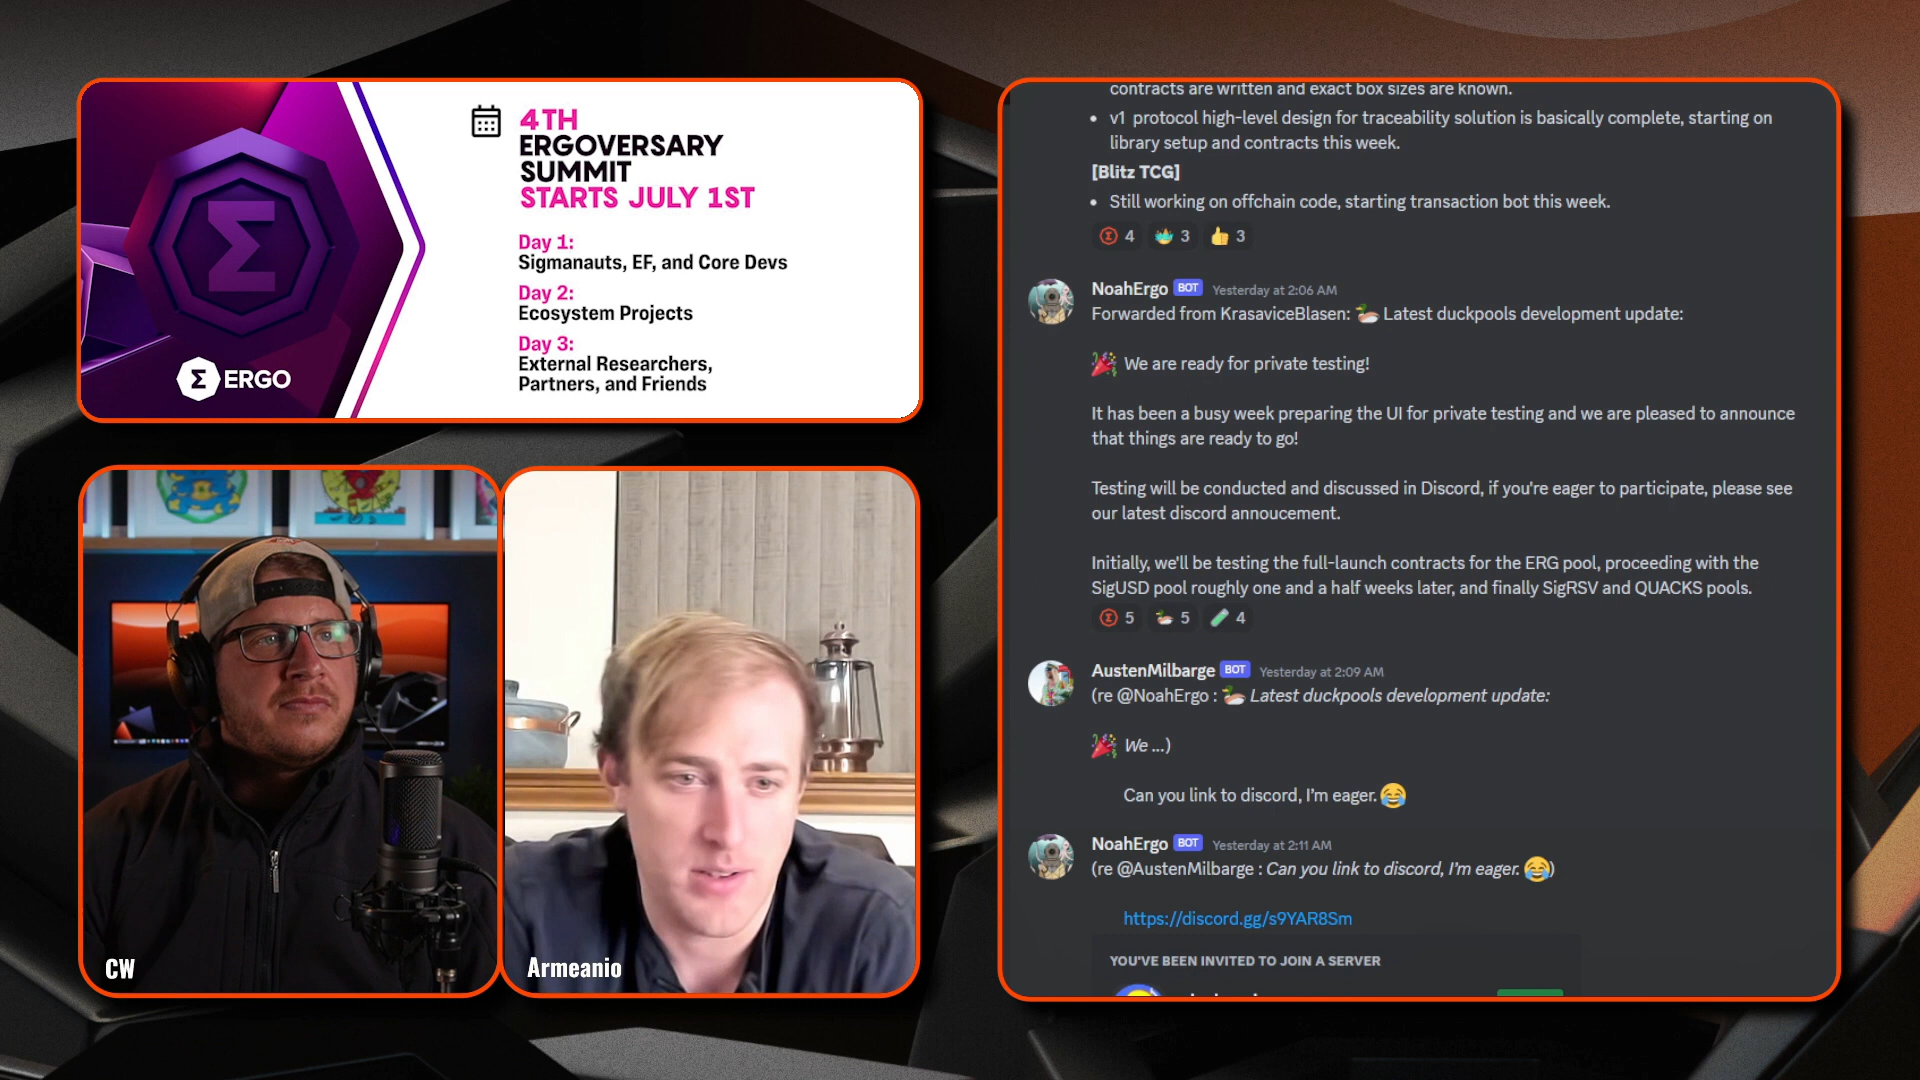 4TH
ERGOVERSARY
SUMMIT
STARTS JULY 1ST
Day 1:
Sigmanauts, EF, and Core Devs
Day 2:
Ecosystem Projects
Day 3:
External Researchers,
Partners, and Friends
Σ ERGO
CW
Armeanio
contracts are written and exact box sizes are known.
• v1 protocol high-level design for traceability solution is basically complete, starting on
library setup and contracts this week.
[Blitz TCG]
• Still working on offchain code, starting transaction bot this week.
4 3 3
NoahErgo BOT Yesterday at 2:06 AM
Forwarded from KrasaviceBlasen: 🦆 Latest duckpools development update:
🎉 We are ready for private testing!
It has been a busy week preparing the UI for private testing and we are pleased to announce
that things are ready to go!
Testing will be conducted and discussed in Discord, if you're eager to participate, please see
our latest discord annoucement.
Initially, we'll be testing the full-launch contracts for the ERG pool, proceeding with the
SigUSD pool roughly one and a half weeks later, and finally SigRSV and QUACKS pools.
5 5 4
AustenMilbarge BOT Yesterday at 2:09 AM
(re @NoahErgo : 🦆 Latest duckpools development update:
🎉 We ...)
Can you link to discord, I'm eager. 😂
NoahErgo BOT Yesterday at 2:11 AM
(re @AustenMilbarge : Can you link to discord, I'm eager. 😂)
https://discord.gg/s9YAR8Sm
YOU'VE BEEN INVITED TO JOIN A SERVER